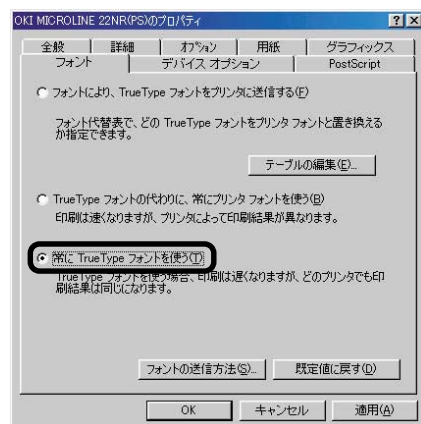 OKI MICROLINE 22NR(PS)のプロパティ
全般 詳細 オプション 用紙 グラフィックス
フォント デバイス オプション PostScript
フォントにより、TrueType フォントをプリンタに送信する(F)
フォント代替表で、どの TrueType フォントをプリンタ フォントと置き換える
か指定できます。
テーブルの編集(E)...
TrueType フォントの代わりに、常にプリンタ フォントを使う(B)
印刷は速くなりますが、プリンタによって印刷結果が異なります。
常に TrueType フォントを使う(T)
TrueType フォントを使う場合、印刷は遅くなりますが、どのプリンタでも印
刷結果は同じになります。
フォントの送信方法(S)... 既定値に戻す(D)
OK キャンセル 適用(A)